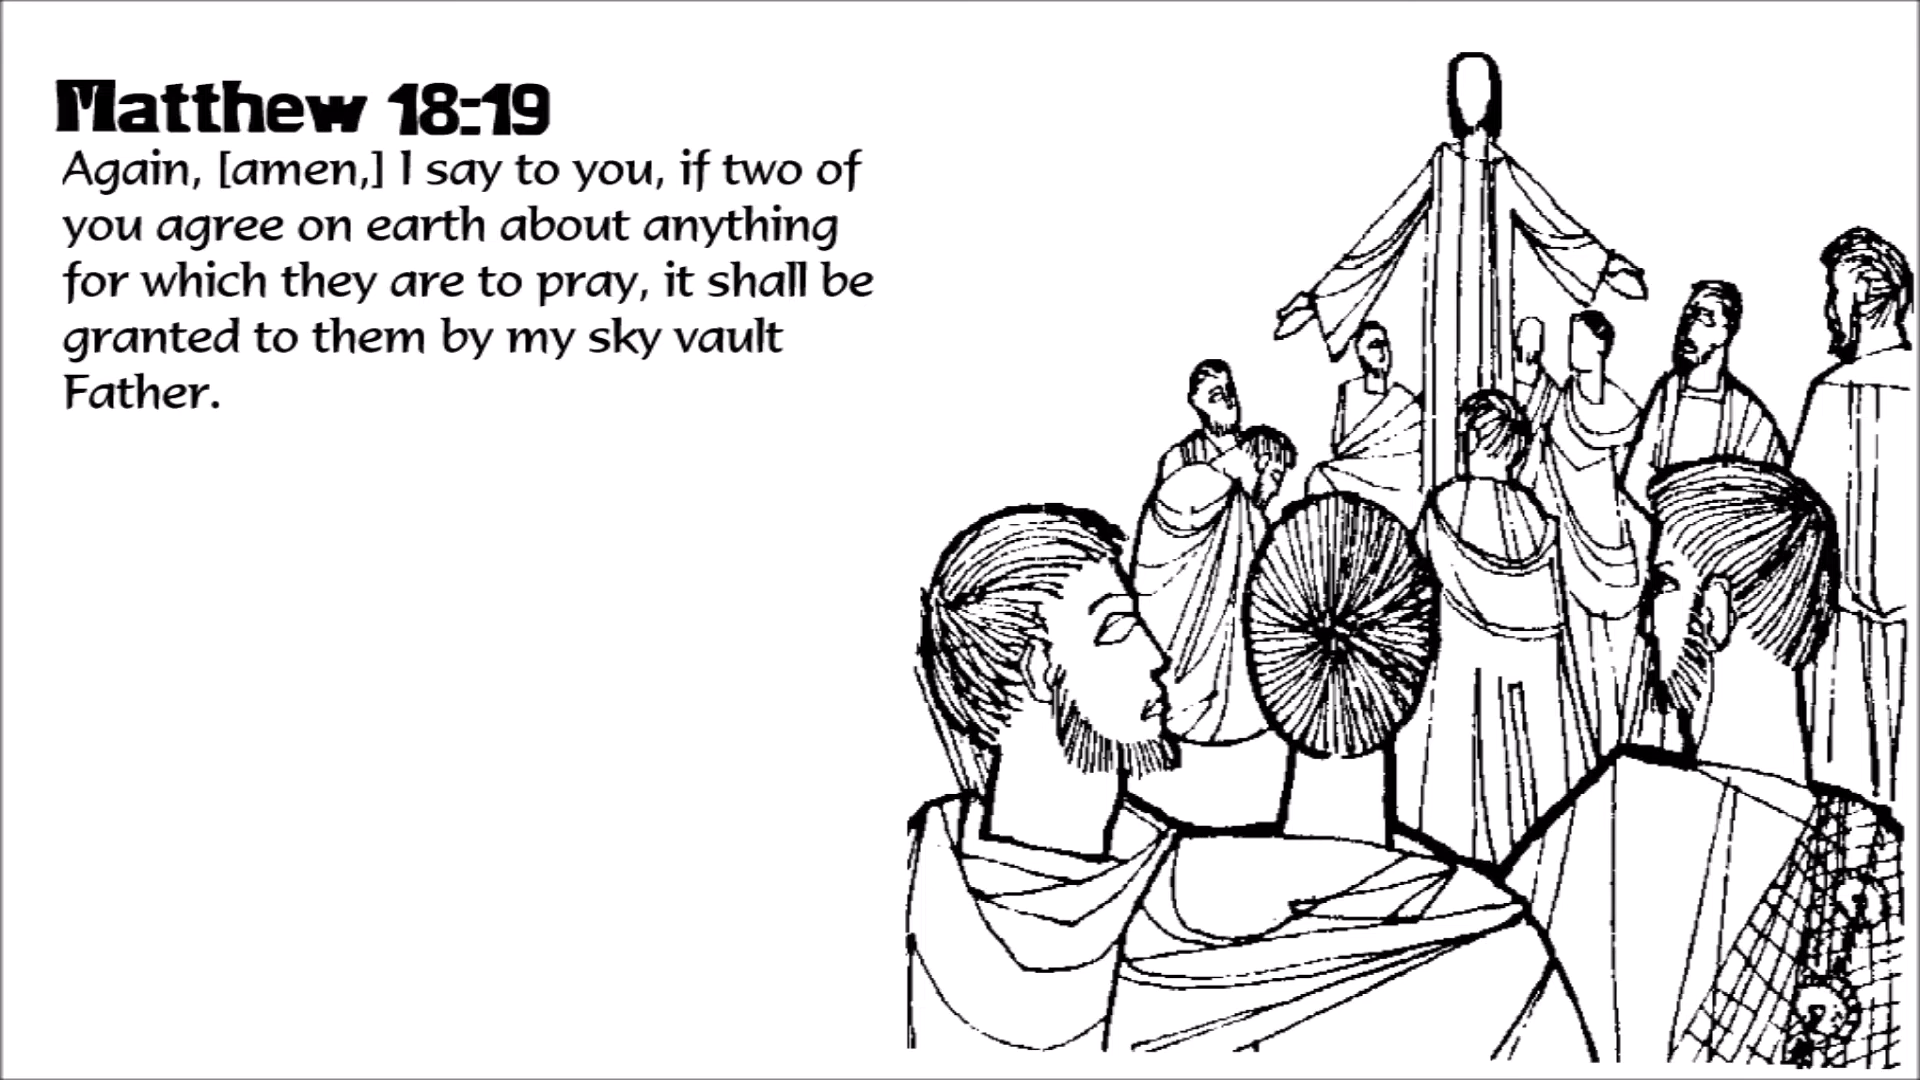 Matthew 18:19
Again, [amen,] I say to you, if two of
you agree on earth about anything
for which they are to pray, it shall be
granted to them by my sky vault
Father.